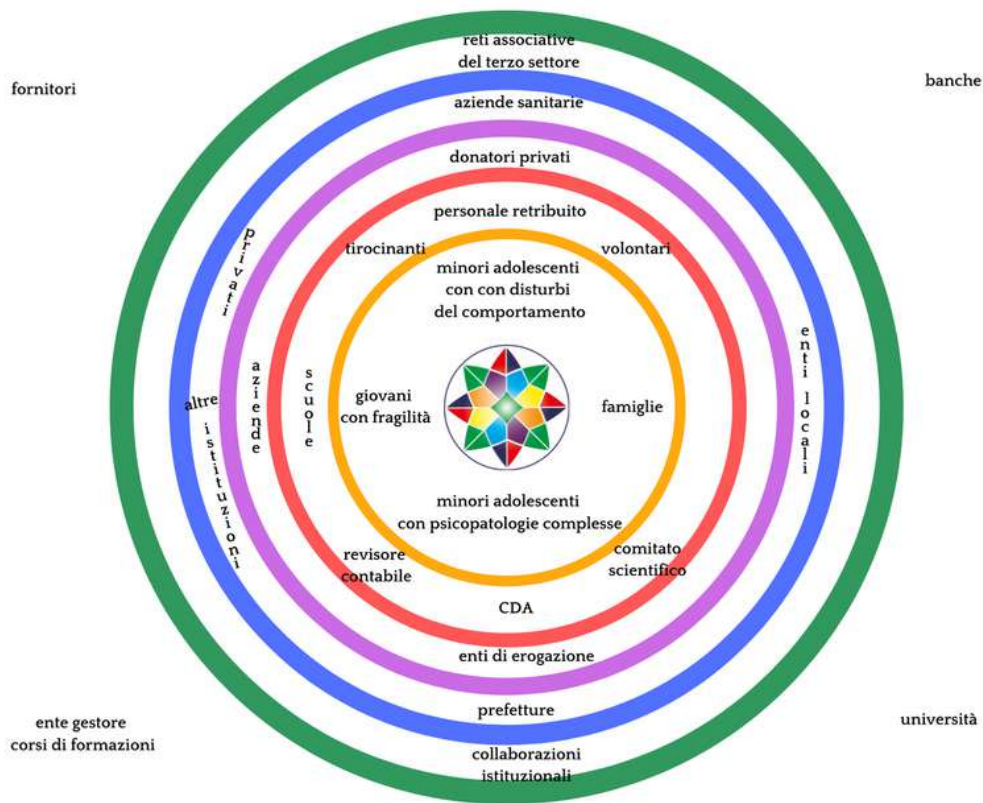 reti associative
del terzo settore
fornitori
banche
aziende sanitarie
donatori privati
personale retribuito
privati
tirocinanti
volontari
minori adolescenti
con con disturbi
del comportamento
enti locali
aziende
scuole
altre istituzioni
giovani
con fragilità
famiglie
minori adolescenti
con psicopatologie complesse
revisore
contabile
comitato
scientifico
CDA
enti di erogazione
prefetture
ente gestore
corsi di formazioni
università
collaborazioni
istituzionali